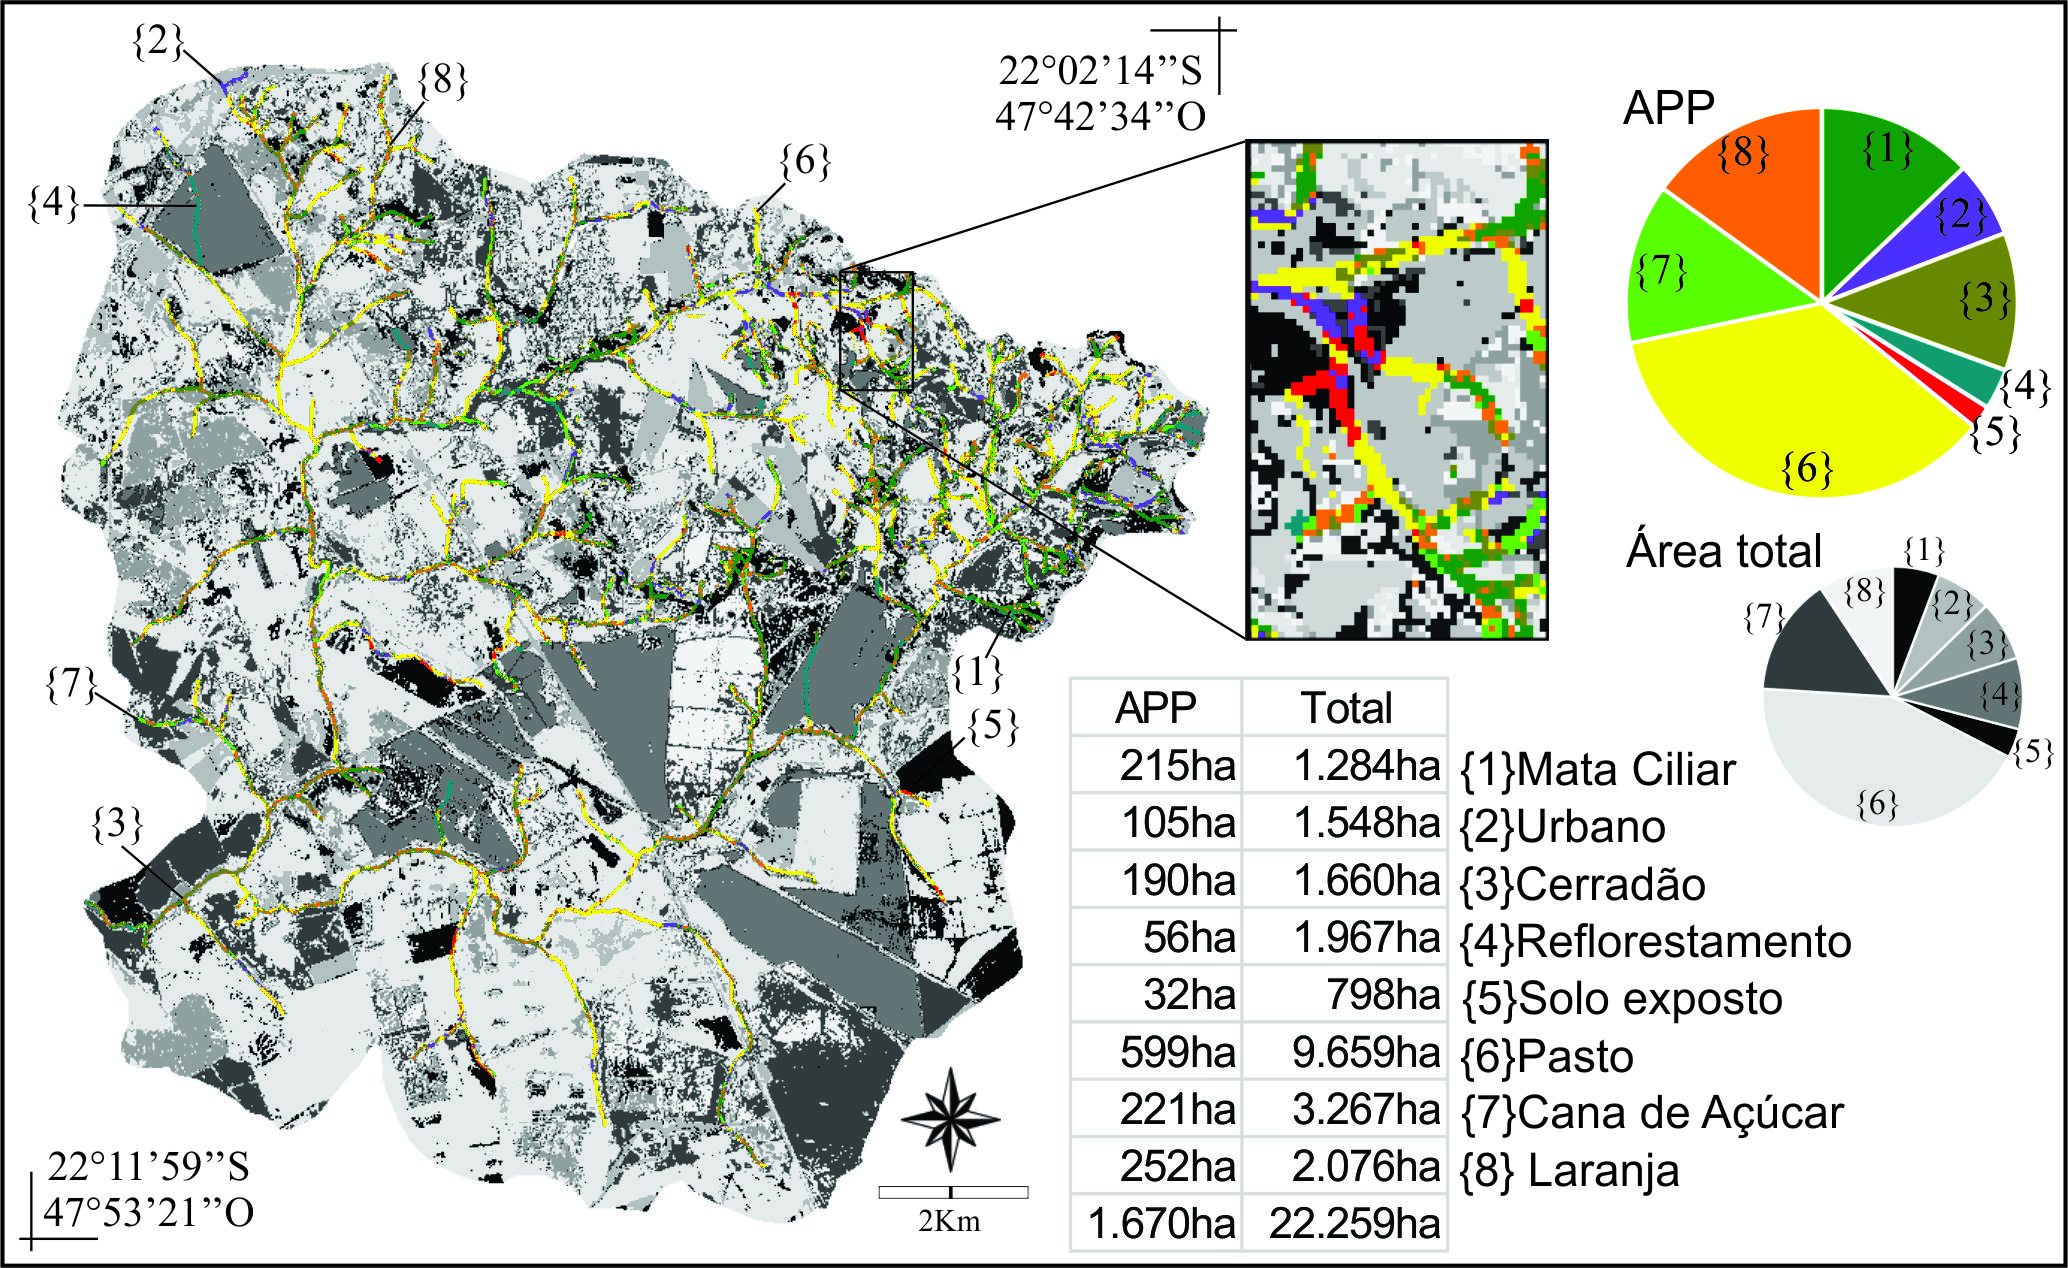 {2}
{8}
{4}
{6}
22°02’14’’S
47°42’34’’O
{7}
{3}
{1}
{5}
22°11’59’’S
47°53’21’’O
2Km
APP
{1}
{2}
{3}
{4}
{5}
{6}
{7}
{8}
Área total
{1}
{2}
{3}
{4}
{5}
{6}
{7}
{8}
APP Total
215ha 1.284ha {1}Mata Ciliar
105ha 1.548ha {2}Urbano
190ha 1.660ha {3}Cerradão
56ha 1.967ha {4}Reflorestamento
32ha 798ha {5}Solo exposto
599ha 9.659ha {6}Pasto
221ha 3.267ha {7}Cana de Açúcar
252ha 2.076ha {8} Laranja
1.670ha 22.259ha